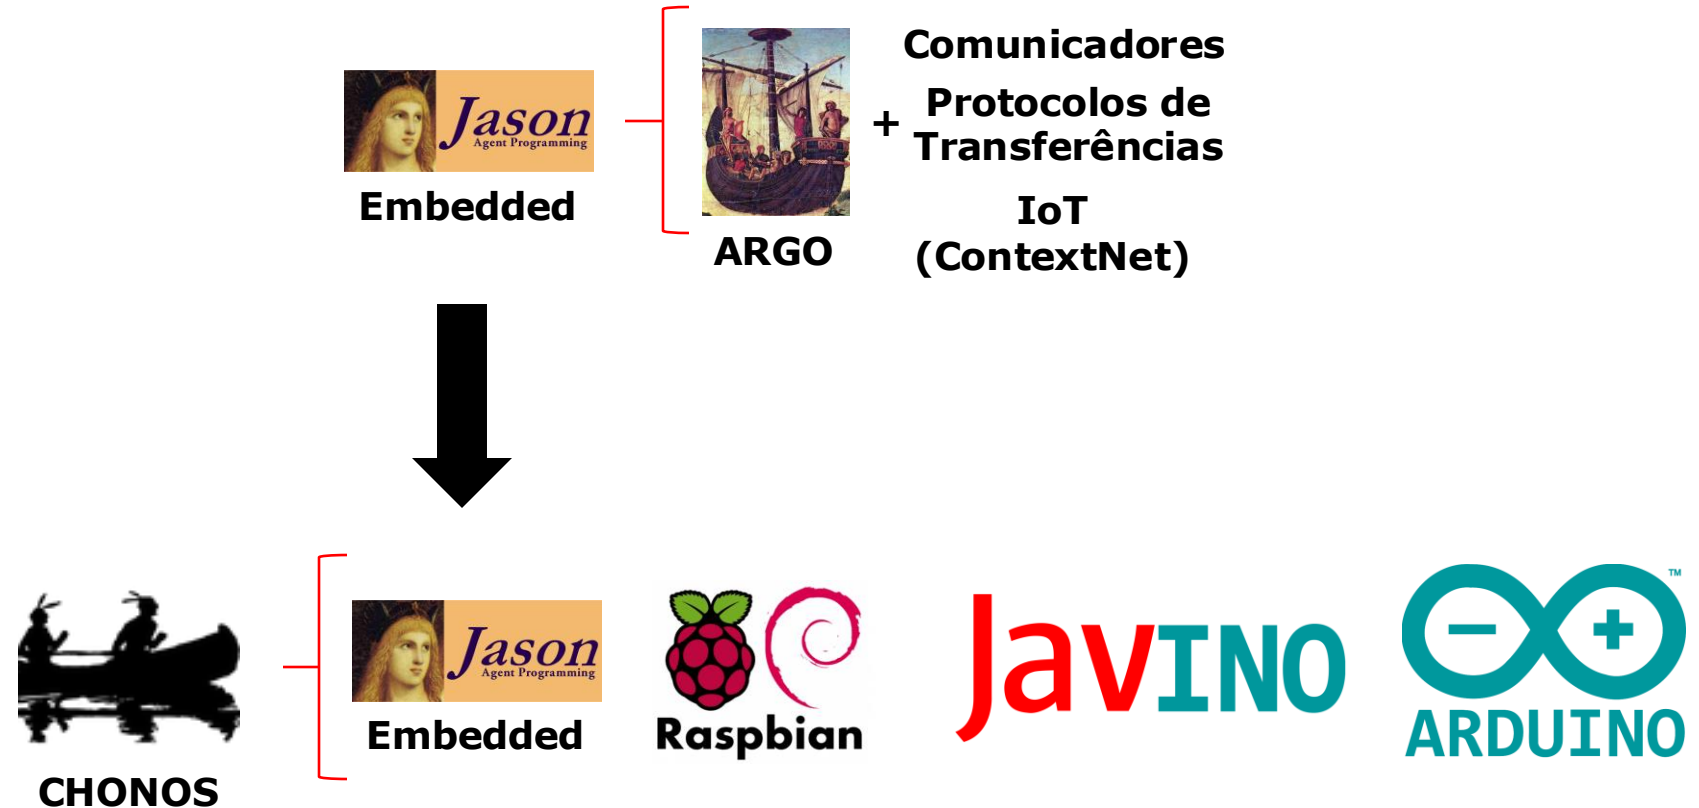 Jason
Agent Programming
Embedded
ARGO
+
Comunicadores
Protocolos de
Transferências
IoT
(ContextNet)
CHONOS
Jason
Agent Programming
Embedded
Raspbian
JavINO
TM
ARDUINO